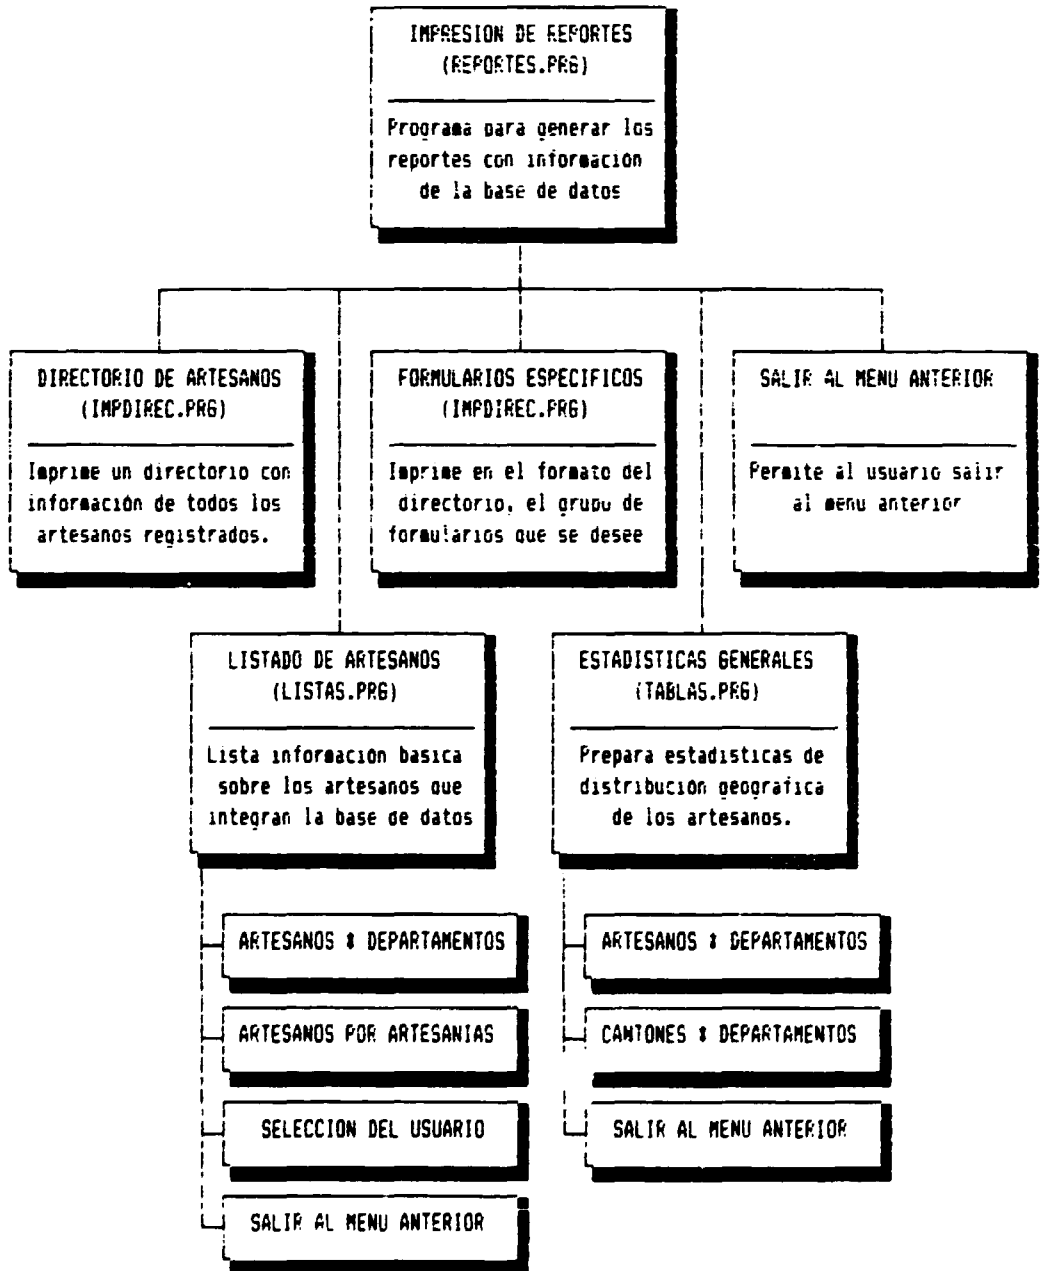 IMPRESION DE REPORTES
(REPORTES.PRG)
Programa para generar los
reportes con información
de la base de datos
DIRECTORIO DE ARTESANOS
(IMPDIREC.PRG)
Imprime un directorio con
información de todos los
artesanos registrados.
FORMULARIOS ESPECIFICOS
(IMPDIREC.PRG)
Imprime en el formato del
directorio, el grupo de
formularios que se desee
SALIR AL MENU ANTERIOR
Permite al usuario salir
al menu anterior
LISTADO DE ARTESANOS
(LISTAS.PRG)
Lista información basica
sobre los artesanos que
integran la base de datos
ESTADISTICAS GENERALES
(TABLAS.PRG)
Prepara estadisticas de
distribución geografica
de los artesanos.
ARTESANOS * DEPARTAMENTOS
ARTESANOS POR ARTESANIAS
SELECCION DEL USUARIO
SALIR AL MENU ANTERIOR
ARTESANOS * DEPARTAMENTOS
CANTONES * DEPARTAMENTOS
SALIR AL MENU ANTERIOR